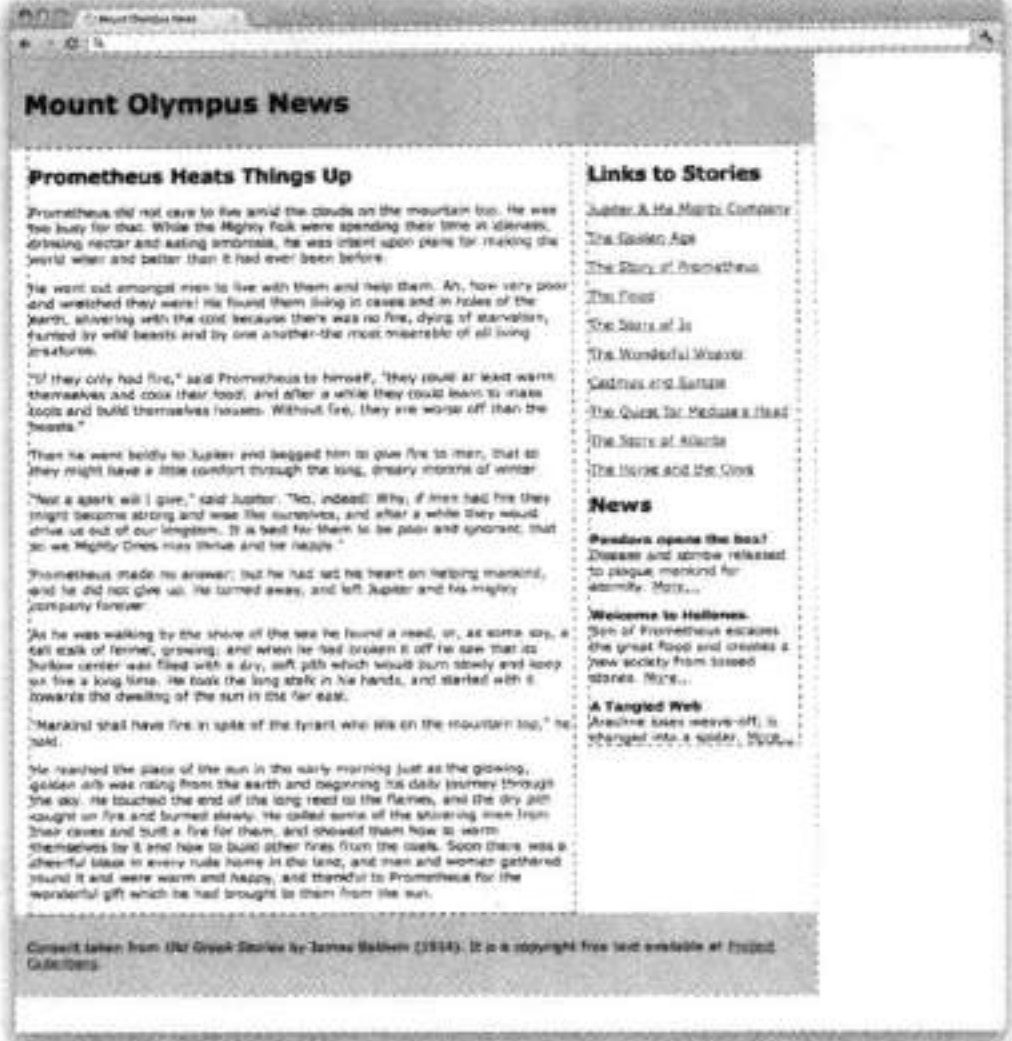 Mount Olympus News
Mount Olympus News
Prometheus Heats Things Up
Prometheus did not care to live amid the clouds on the mountain top. He was
too busy for that. While the Mighty Folk were spending their time in idleness,
drinking nectar and eating ambrosia, he was intent upon plans for making the
world wiser and better than it had ever been before.
He went out amongst men to live with them and help them. Ah, how very poor
and wretched they were! He found them living in caves and in holes of the
earth, shivering with the cold because there was no fire, dying of starvation,
hunted by wild beasts and by one another-the most miserable of all living
creatures.
"If they only had fire," said Prometheus to himself, "they could at least warm
themselves and cook their food; and after a while they could learn to make
tools and build themselves houses. Without fire, they are worse off than the
beasts."
Then he went boldly to Jupiter and begged him to give fire to men, that so
they might have a little comfort through the long, dreary months of winter.
"Not a spark will I give," said Jupiter. "No, indeed! Why, if men had fire they
might become strong and wise like ourselves, and after a while they would
drive us out of our kingdom. It is best for them to be poor and ignorant, that
so we Mighty Ones may thrive and be happy."
Prometheus made no answer; but he had set his heart on helping mankind,
and he did not give up. He turned away, and left Jupiter and his mighty
company forever.
As he was walking by the shore of the sea he found a reed, or, as some say, a
tall stalk of fennel, growing; and when he had broken it off he saw that its
hollow center was filled with a dry, soft pith which would burn slowly and keep
on fire a long time. He took the long stalk in his hands, and started with it
towards the dwelling of the sun in the far east.
"Mankind shall have fire in spite of the tyrant who sits on the mountain top," he
said.
He reached the place of the sun in the early morning just as the glowing,
golden orb was rising from the earth and beginning his daily journey through
the sky. He touched the end of the long reed to the flames, and the dry pith
caught on fire and burned slowly. He called some of the shivering men from
their caves and built a fire for them, and showed them how to warm
themselves by it and how to build other fires from the coals. Soon there was a
cheerful blaze in every rude home in the land, and men and women gathered
round it and were warm and happy, and thankful to Prometheus for the
wonderful gift which he had brought to them from the sun.
Links to Stories
Jupiter & His Mighty Company
The Golden Age
The Story of Prometheus
The Flood
The Story of Io
The Wonderful Weaver
Cadmus and Europa
The Quest for Medusa's Head
The Story of Atlanta
The Horse and the Olive
News
Pandora opens the box!
Disease and sorrow released
to plague mankind for
eternity. More...
Welcome to Hellones.
Son of Prometheus escapes
the great flood and creates a
new society from tossed
stones. More...
A Tangled Web
Arachne loses weave-off, is
changed into a spider. More...
Content taken from Old Greek Stories by James Baldwin (1914). It is a copyright free text available at Project
Gutenberg.